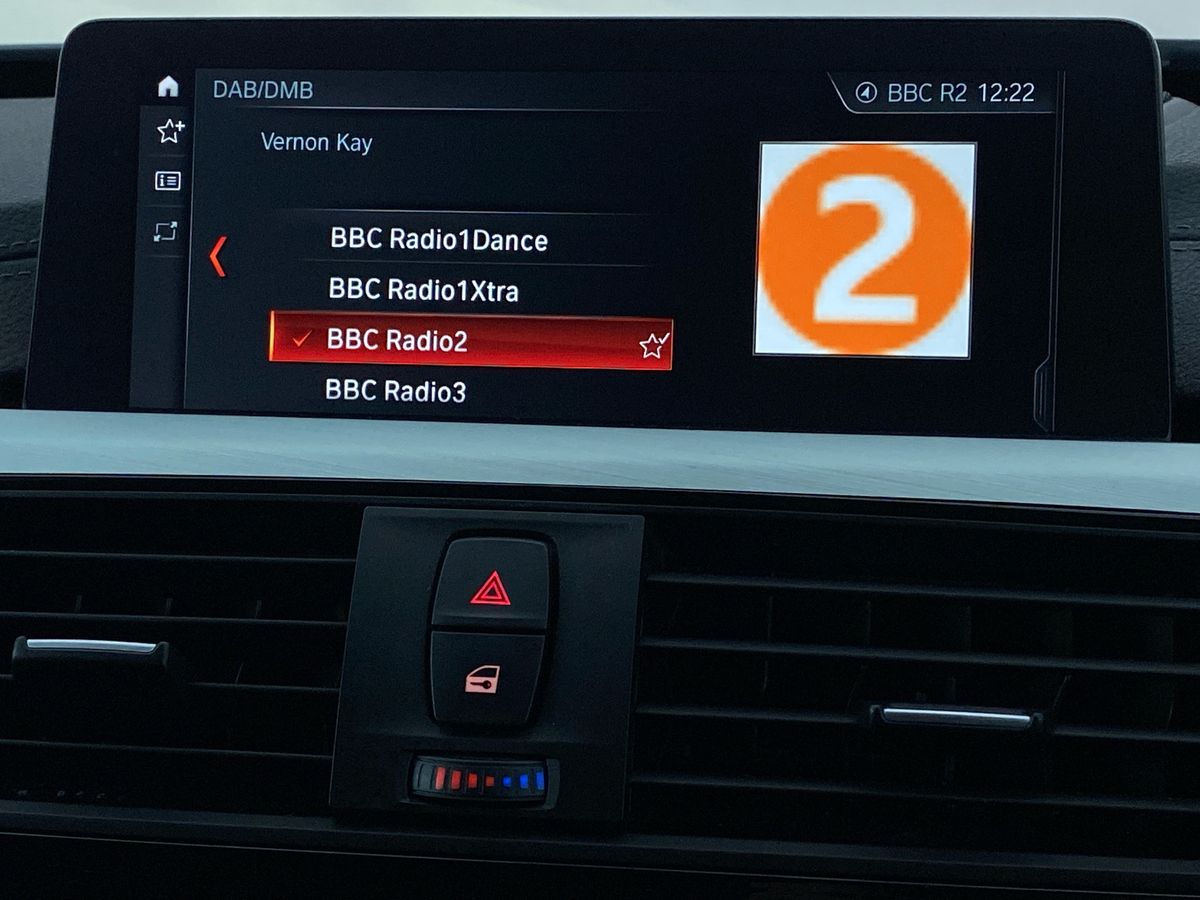 DAB/DMB
BBC R2 12:22
Vernon Kay
BBC Radio1Dance
BBC Radio1Xtra
BBC Radio2
BBC Radio3
2